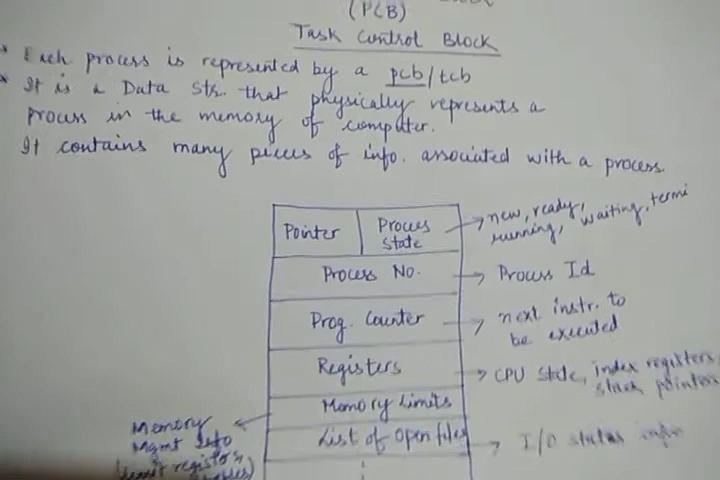 (PCB)
Task Control Block
* Each process is represented by a pcb/tcb
* It is a Data Str. that physically represents a
process in the memory of computer.
It contains many pieces of info. associated with a process.
Pointer
Process State
new, ready, running, waiting, termi
Process No.
Process Id
Prog. Counter
next instr. to be executed
Registers
CPU State, index registers, stack pointers
Memory Limits
Memory Mgmt Info
List of open files
I/O status info